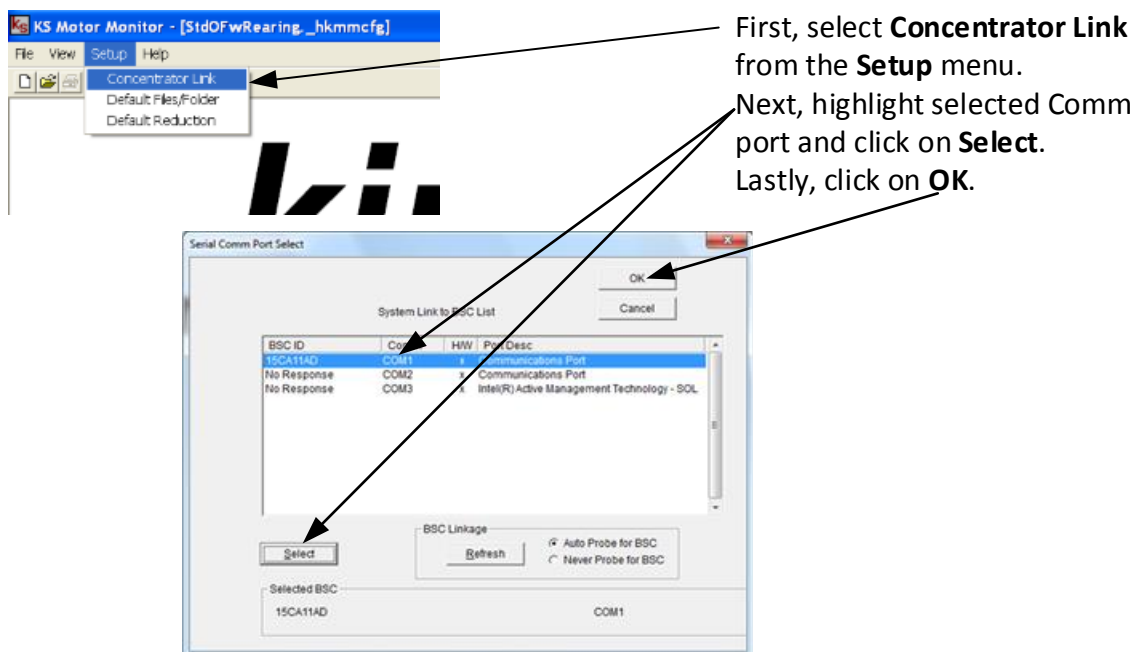 KS Motor Monitor - [StdOFwRearing._hkmmcfg]
File View Setup Help
Concentrator Link
Default Files/Folder
Default Reduction
First, select Concentrator Link
from the Setup menu.
Next, highlight selected Comm
port and click on Select.
Lastly, click on OK.
Serial Comm Port Select
OK
System Link to BSC List
Cancel
BSC ID H/W Port Desc
15CA11AD COM1 x Communications Port
No Response COM2 x Communications Port
No Response COM3 x Intel(R) Active Management Technology - SOL
BSC Linkage
Select
Refresh
Auto Probe for BSC
Never Probe for BSC
Selected BSC
15CA11AD COM1